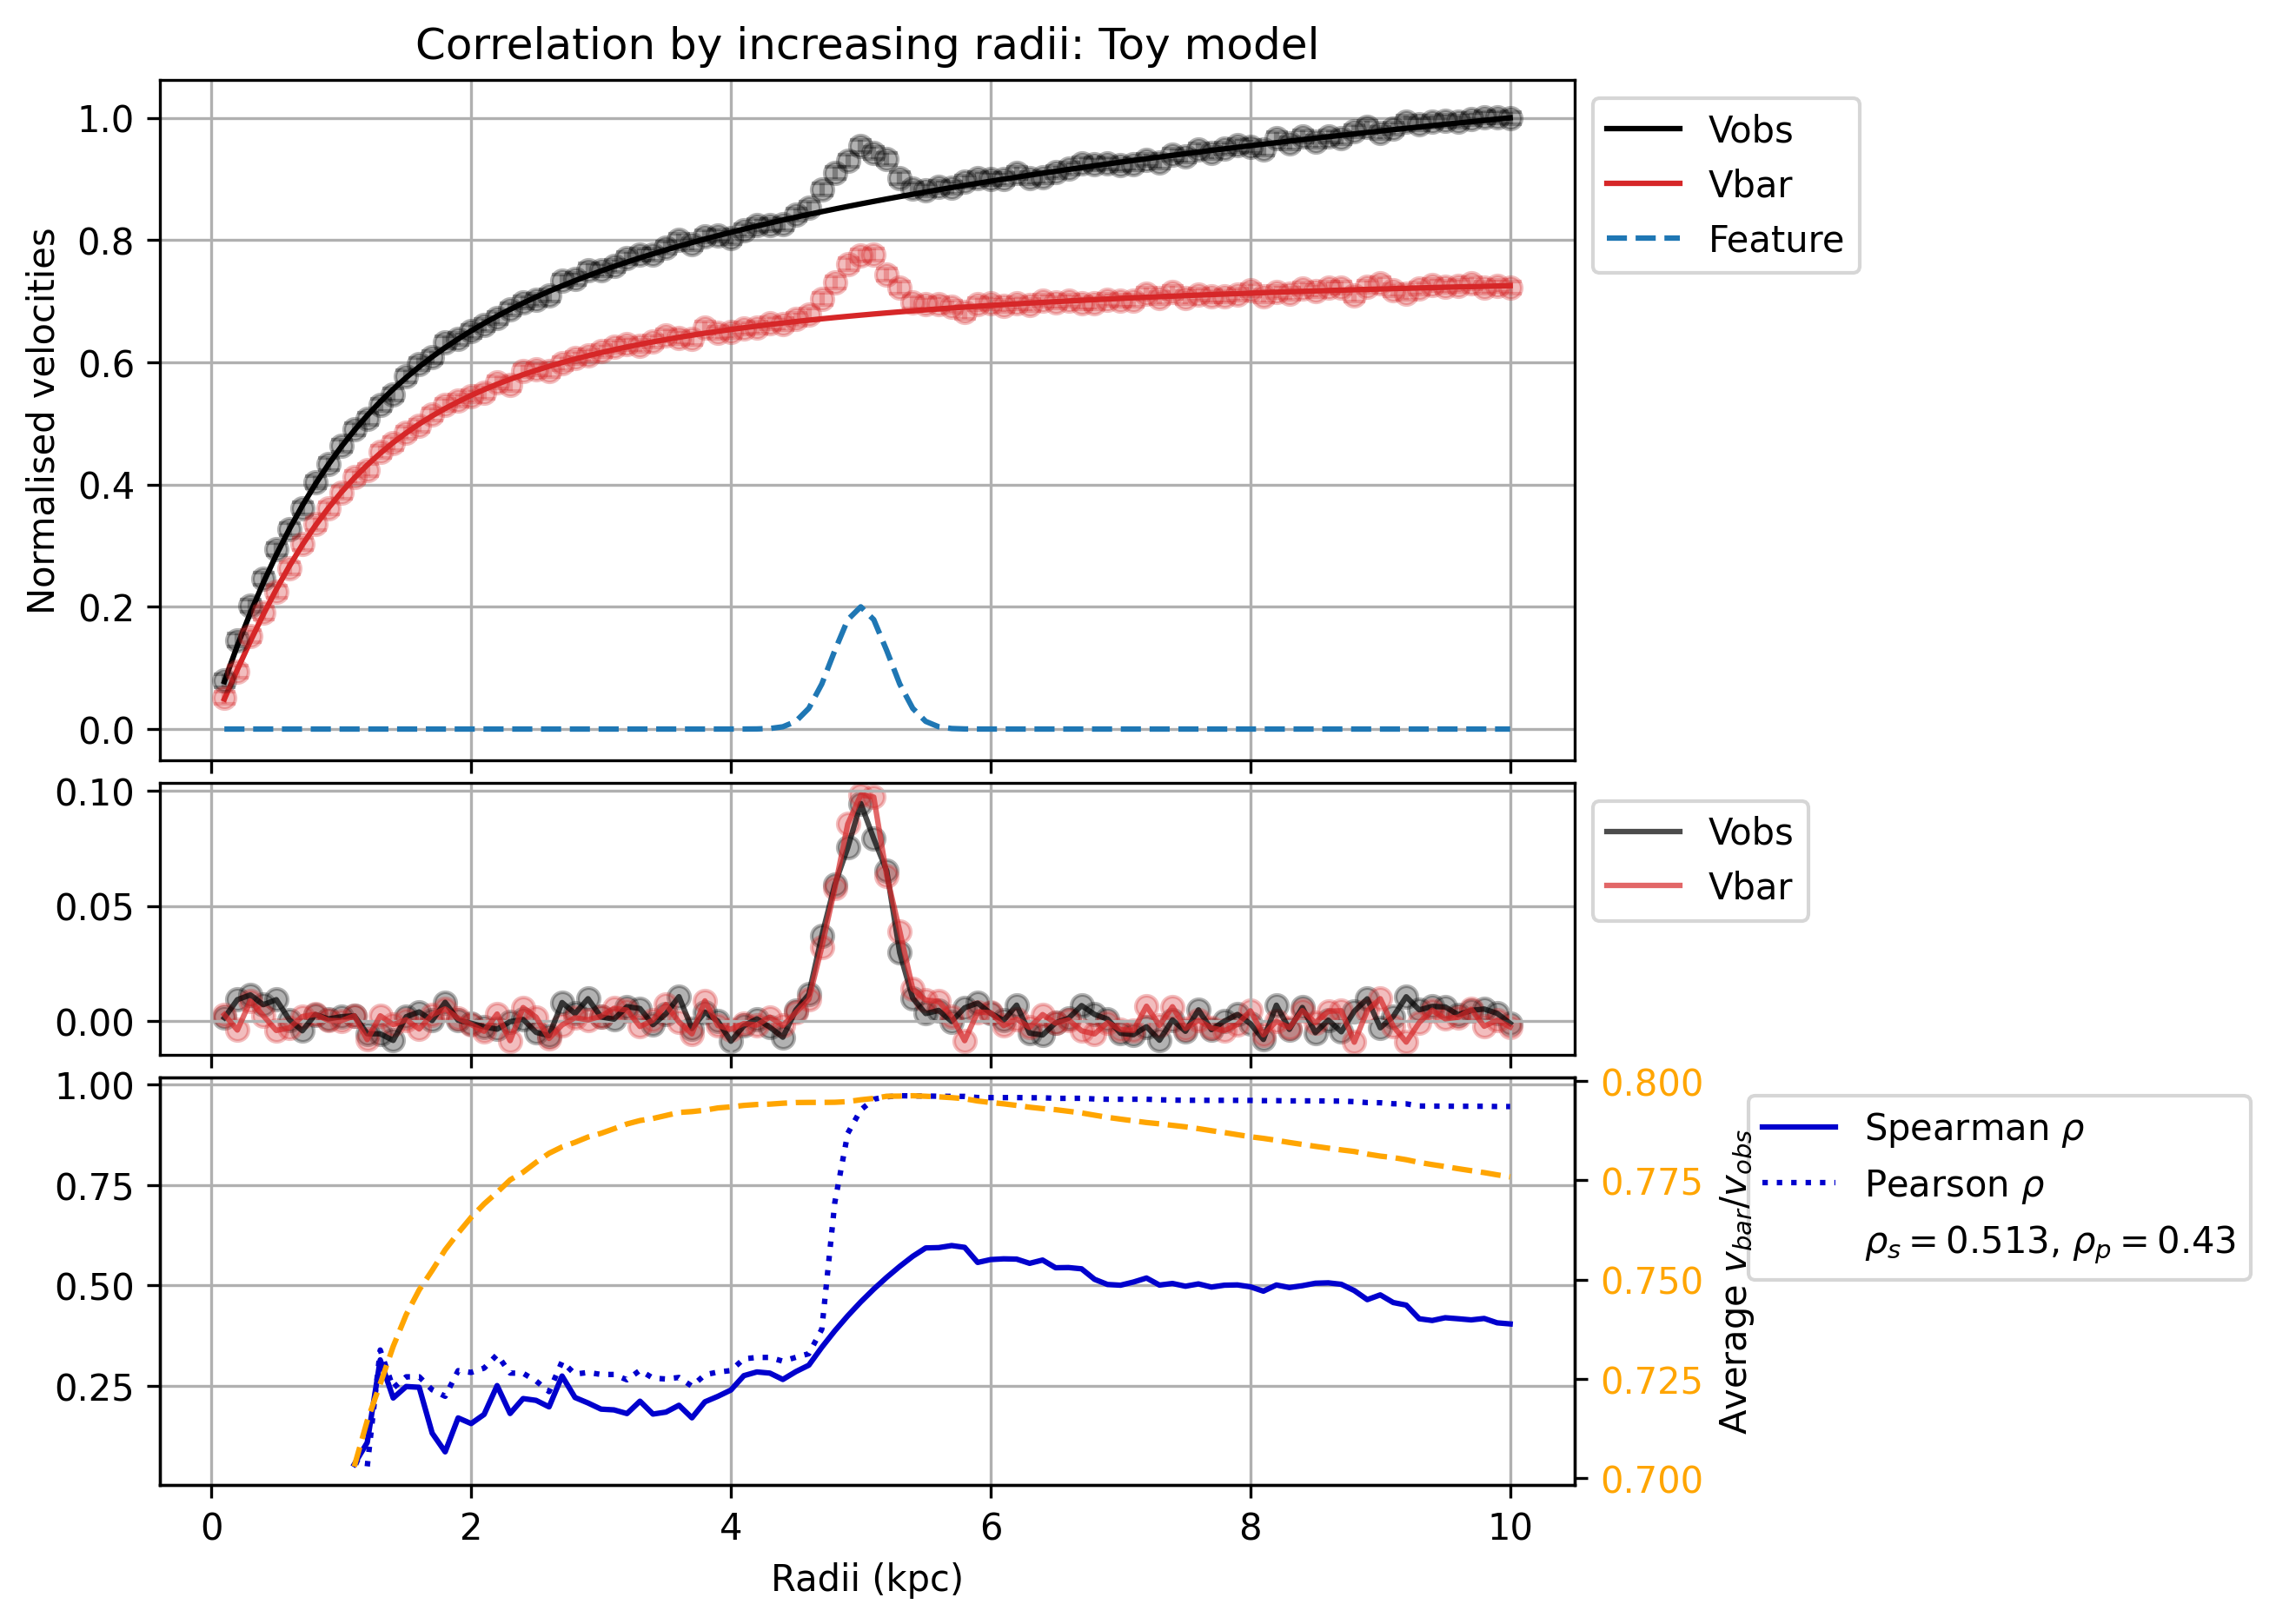 Correlation by increasing radii: Toy model
Normalised velocities
1.0
0.8
0.6
0.4
0.2
0.0
Vobs
Vbar
Feature
0.10
0.05
0.00
Vobs
Vbar
1.00
0.75
0.50
0.25
0.800
0.775
0.750
0.725
0.700
Average v_bar/v_obs
Spearman ρ
Pearson ρ
ρ_s = 0.513, ρ_p = 0.43
0 2 4 6 8 10
Radii (kpc)